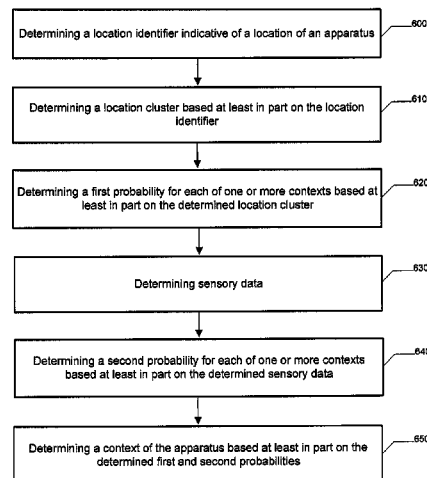 Determining a location identifier indicative of a location of an apparatus
600
Determining a location cluster based at least in part on the location
identifier
610
Determining a first probability for each of one or more contexts based at
least in part on the determined location cluster
620
Determining sensory data
630
Determining a second probability for each of one or more contexts
based at least in part on the determined sensory data
640
Determining a context of the apparatus based at least in part on the
determined first and second probabilities
650